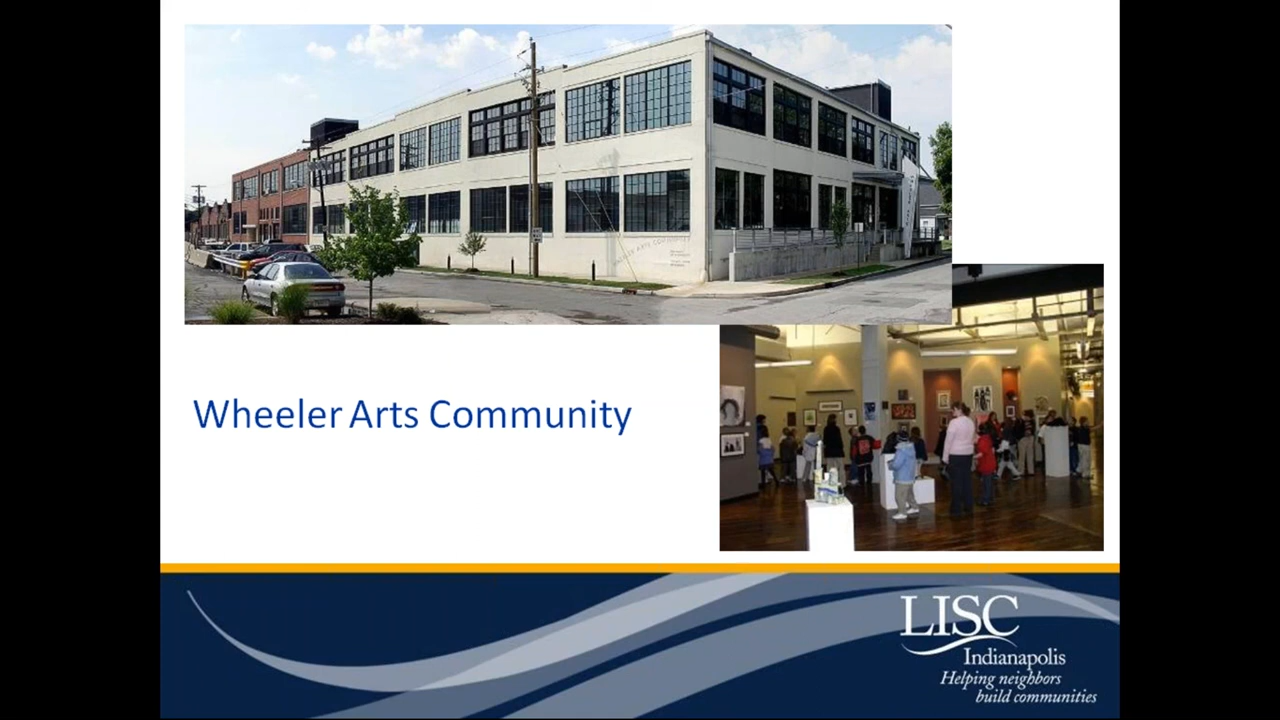 Wheeler Arts Community
LISC
Indianapolis
Helping neighbors
build communities